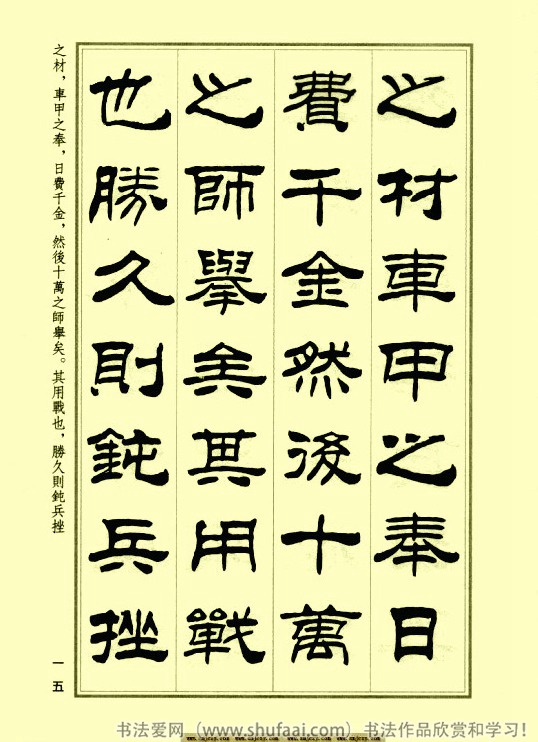 之材車甲之奉日
費千金然後十萬
之師舉矣其用戰
也勝久則鈍兵挫
之材，車甲之奉，日費千金，然後十萬之師舉矣。其用戰也，勝久則鈍兵挫
一五
书法爱网（www.shufaai.com）书法作品欣赏和学习！